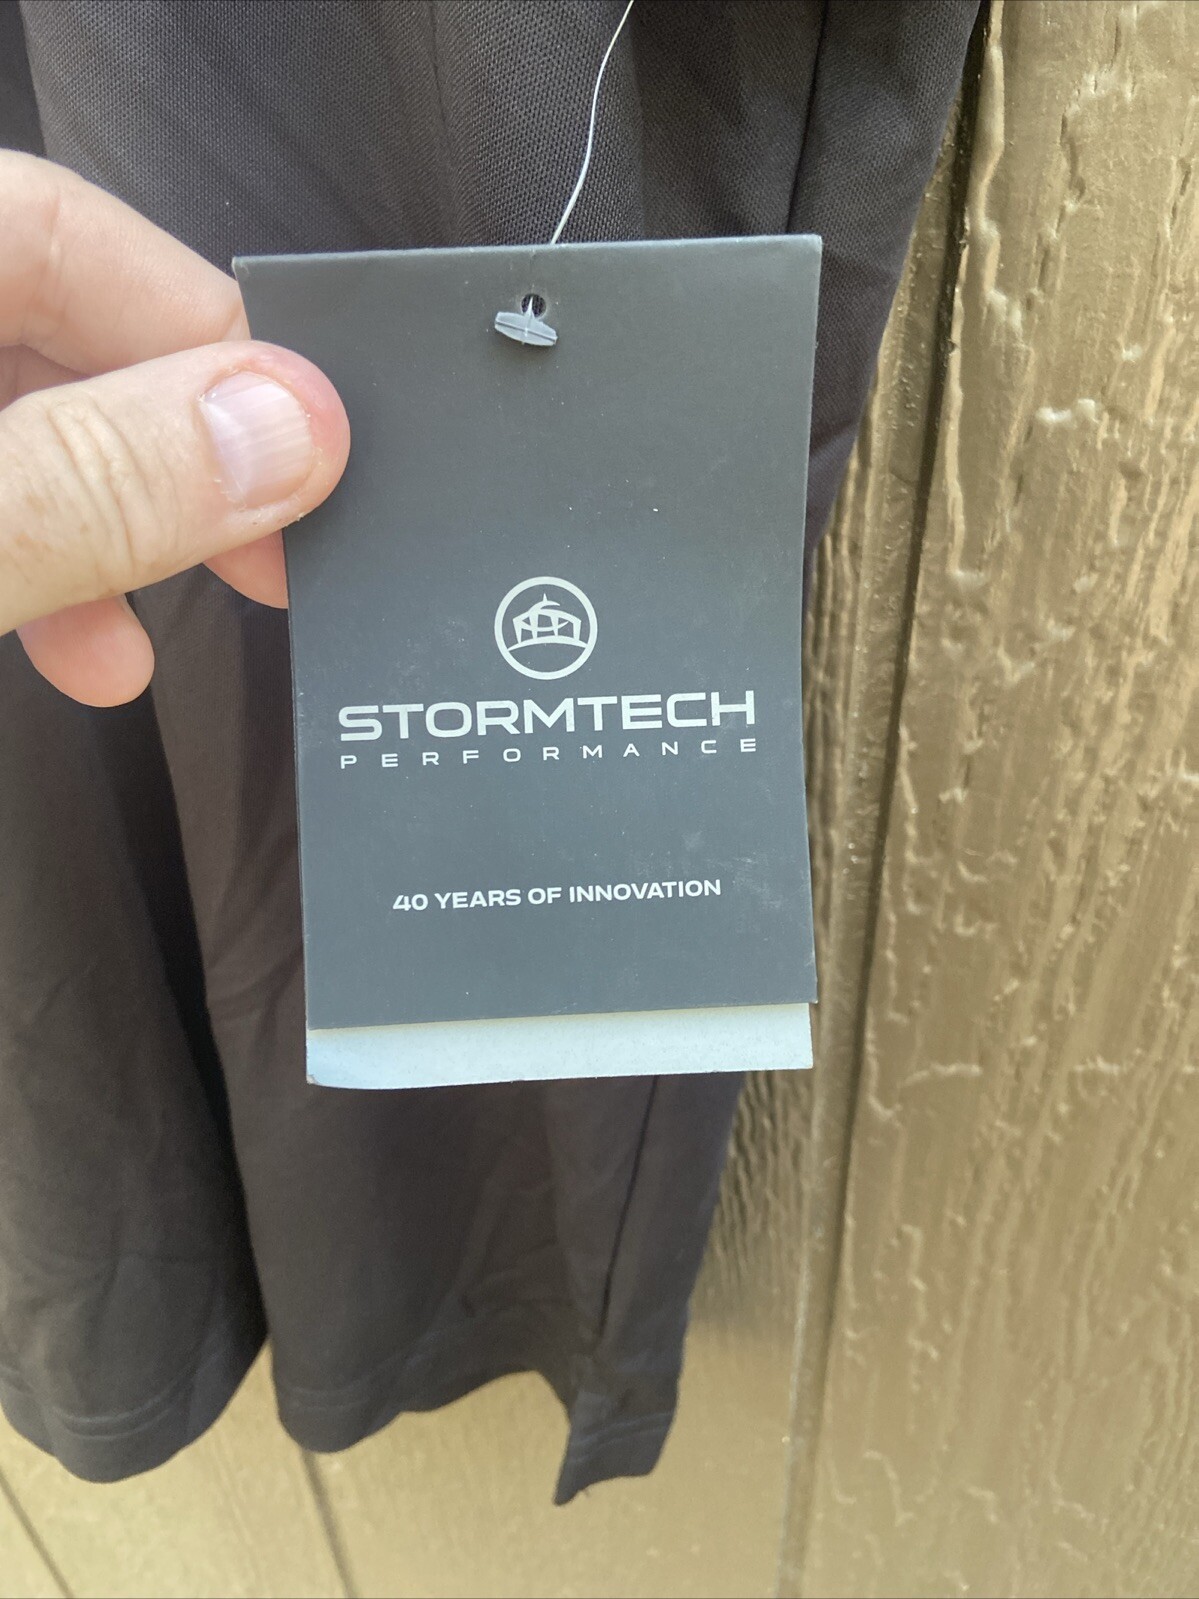 STORMTECH
PERFORMANCE
40 YEARS OF INNOVATION